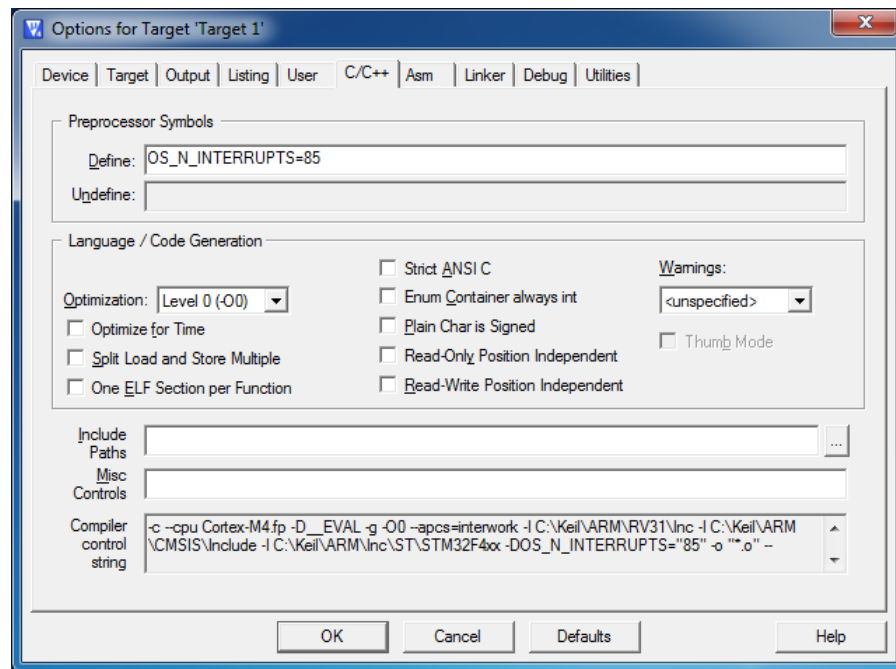 Options for Target 'Target 1'
Device Target Output Listing User C/C++ Asm Linker Debug Utilities
Preprocessor Symbols
Define: OS_N_INTERRUPTS=85
Undefine:
Language / Code Generation
Strict ANSI C Warnings:
Optimization: Level 0 (-O0) Enum Container always int <unspecified>
Optimize for Time Plain Char is Signed Thumb Mode
Split Load and Store Multiple Read-Only Position Independent
One ELF Section per Function Read-Write Position Independent
Include
Paths
...
Misc
Controls
Compiler
control
string
-c --cpu Cortex-M4.fp -D__EVAL -g -O0 --apcs=interwork -I C:\Keil\ARM\RV31\Inc -I C:\Keil\ARM
\CMSIS\Include -I C:\Keil\ARM\Inc\ST\STM32F4xx -DOS_N_INTERRUPTS="85" -o "*.o" --
OK Cancel Defaults Help